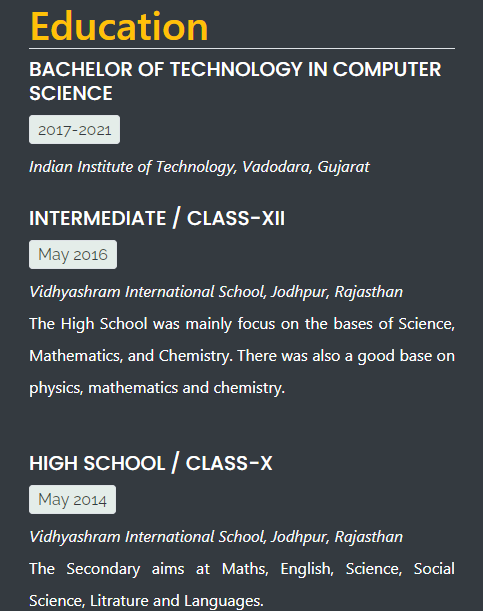 Education
BACHELOR OF TECHNOLOGY IN COMPUTER
SCIENCE
2017-2021
Indian Institute of Technology, Vadodara, Gujarat
INTERMEDIATE / CLASS-XII
May 2016
Vidhyashram International School, Jodhpur, Rajasthan
The High School was mainly focus on the bases of Science,
Mathematics, and Chemistry. There was also a good base on
physics, mathematics and chemistry.
HIGH SCHOOL / CLASS-X
May 2014
Vidhyashram International School, Jodhpur, Rajasthan
The Secondary aims at Maths, English, Science, Social
Science, Litrature and Languages.